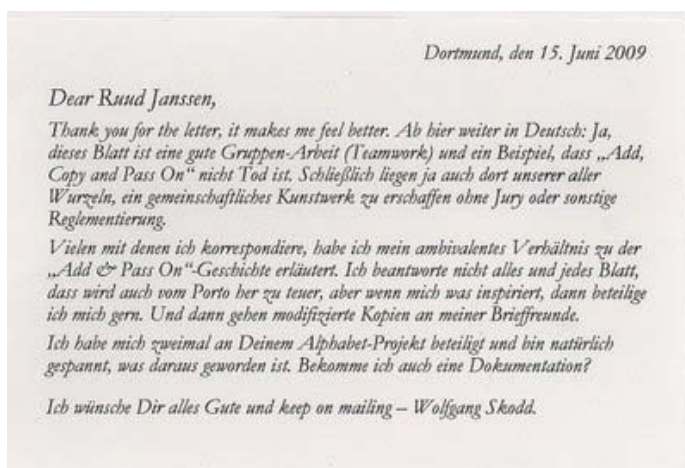 Dortmund, den 15. Juni 2009
Dear Ruud Janssen,
Thank you for the letter, it makes me feel better. Ab hier weiter in Deutsch: Ja,
dieses Blatt ist eine gute Gruppen-Arbeit (Teamwork) und ein Beispiel, dass „Add,
Copy and Pass On“ nicht Tod ist. Schließlich liegen ja auch dort unserer aller
Wurzeln, ein gemeinschaftliches Kunstwerk zu erschaffen ohne Jury oder sonstige
Reglementierung.
Vielen mit denen ich korrespondiere, habe ich mein ambivalentes Verhältnis zu der
„Add & Pass On“-Geschichte erläutert. Ich beantworte nicht alles und jedes Blatt,
dass wird auch vom Porto her zu teuer, aber wenn mich was inspiriert, dann beteilige
ich mich gern. Und dann gehen modifizierte Kopien an meiner Brieffreunde.
Ich habe mich zweimal an Deinem Alphabet-Projekt beteiligt und bin natürlich
gespannt, was daraus geworden ist. Bekomme ich auch eine Dokumentation?
Ich wünsche Dir alles Gute und keep on mailing – Wolfgang Skodd.